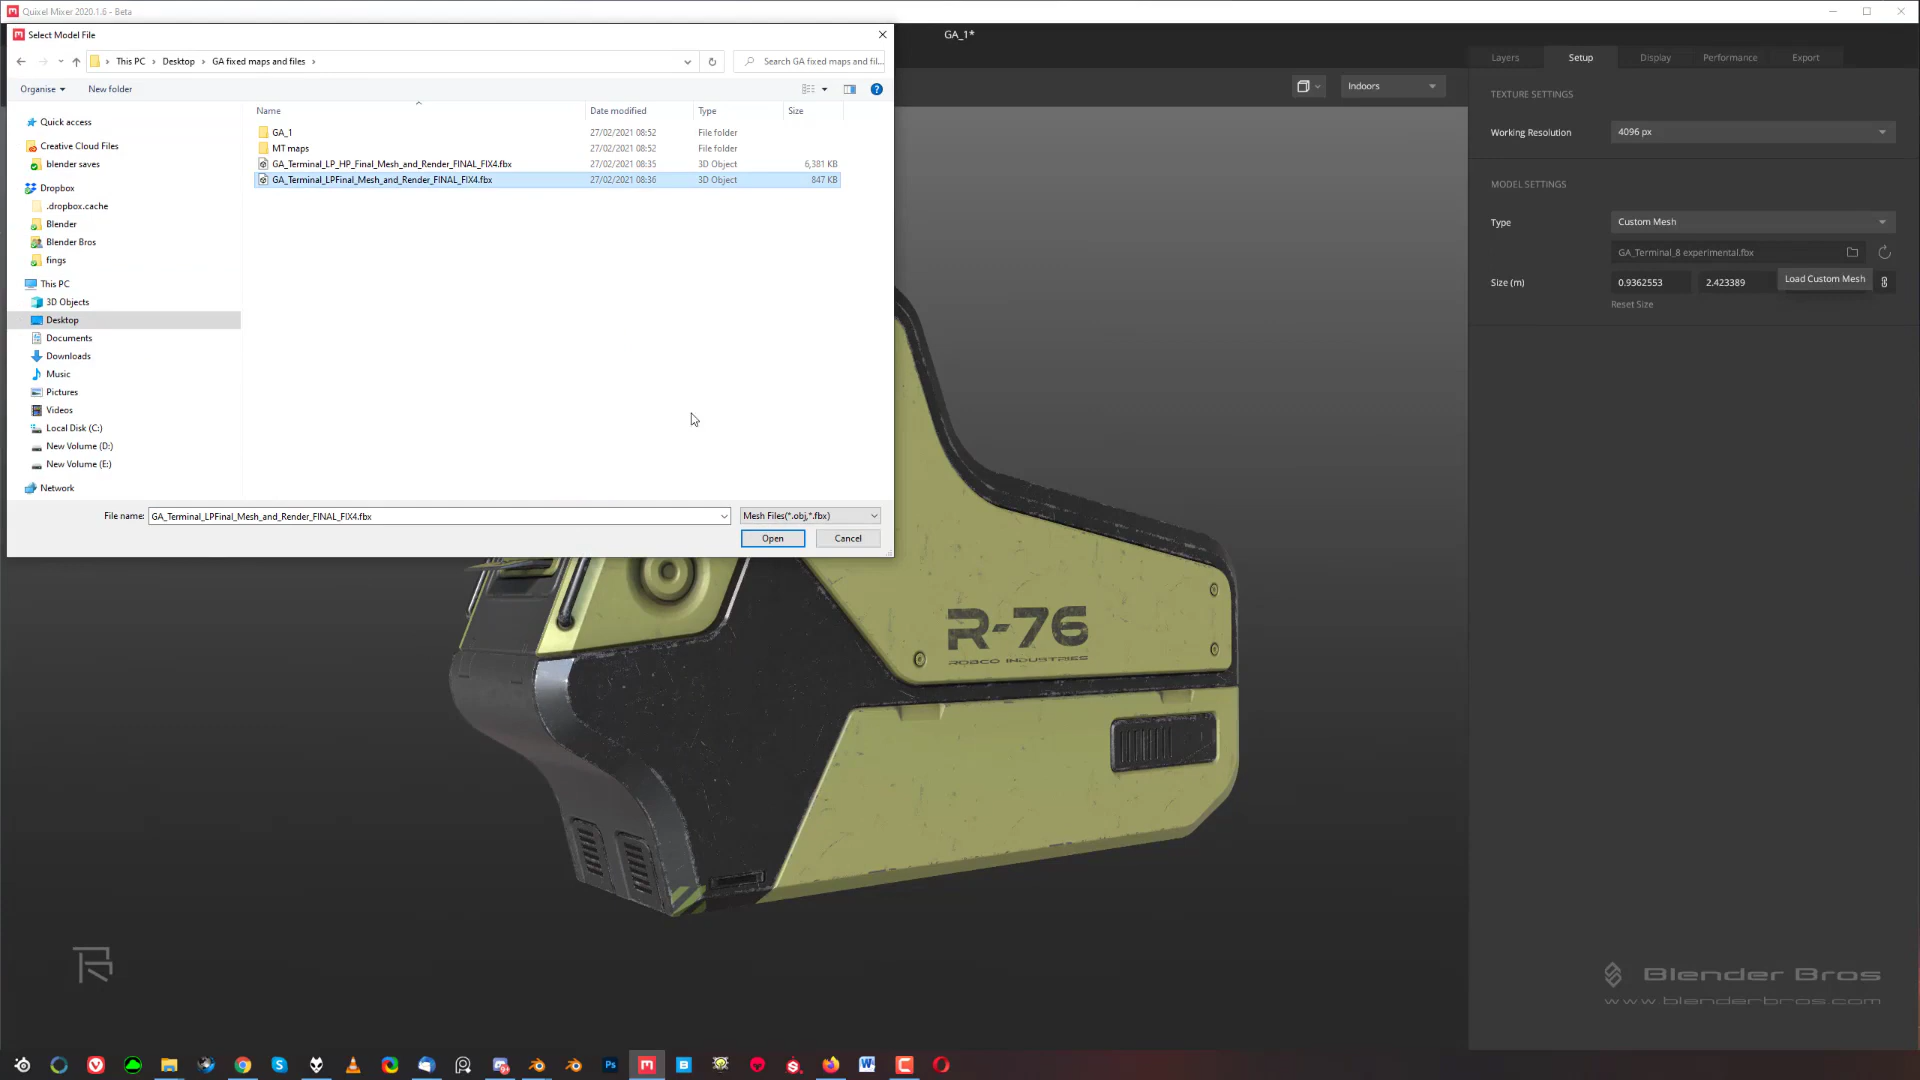 Quixel Mixer 2020.1.6 - Beta
Select Model File
This PC > Desktop > GA fixed maps and files >
Search GA fixed maps and fil...
Organise
New folder
Name
Date modified
Type
Size
GA_1 27/02/2021 08:52 File folder
MT maps 27/02/2021 08:52 File folder
GA_Terminal_LP_HP_Final_Mesh_and_Render_FINAL_FIX4.fbx 27/02/2021 08:35 3D Object 6,381 KB
GA_Terminal_LPFinal_Mesh_and_Render_FINAL_FIX4.fbx 27/02/2021 08:36 3D Object 847 KB
Quick access
Creative Cloud Files
blender saves
Dropbox
.dropbox.cache
Blender
Blender Bros
fings
This PC
3D Objects
Desktop
Documents
Downloads
Music
Pictures
Videos
Local Disk (C:)
New Volume (D:)
New Volume (E:)
Network
File name: GA_Terminal_LPFinal_Mesh_and_Render_FINAL_FIX4.fbx
Mesh Files(*.obj,*.fbx)
Open
Cancel
GA_1*
Indoors
Layers
Setup
Display
Performance
Export
TEXTURE SETTINGS
Working Resolution 4096 px
MODEL SETTINGS
Type Custom Mesh
GA_Terminal_8 experimental.fbx
Load Custom Mesh
Size (m) 0.9362553 2.423389
Reset Size
R-76
ROBCO INDUSTRIES
Blender Bros
www.blenderbros.com